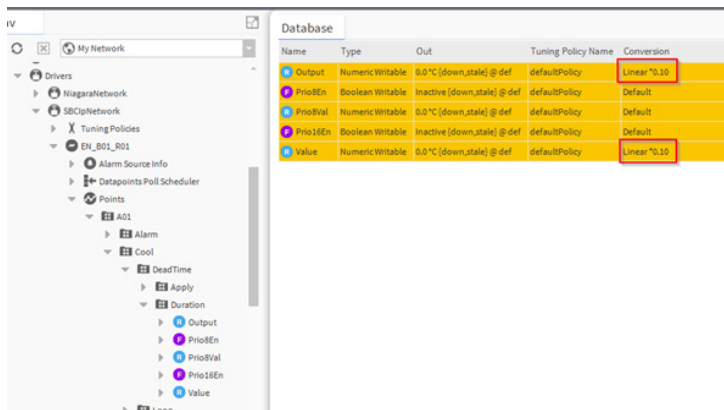 My Network
Drivers
NiagaraNetwork
SBCIpNetwork
Tuning Policies
EN_B01_R01
Alarm Source Info
Datapoints Poll Scheduler
Points
A01
Alarm
Cool
DeadTime
Apply
Duration
Output
Prio8En
Prio8Val
Prio16En
Value
Database
Name Type Out Tuning Policy Name Conversion
Output Numeric Writable 0.0 °C {down,stale} @ def defaultPolicy Linear *0.10
Prio8En Boolean Writable Inactive {down,stale} @ def defaultPolicy Default
Prio8Val Numeric Writable 0.0 °C {down,stale} @ def defaultPolicy Default
Prio16En Boolean Writable Inactive {down,stale} @ def defaultPolicy Default
Value Numeric Writable 0.0 °C {down,stale} @ def defaultPolicy Linear *0.10